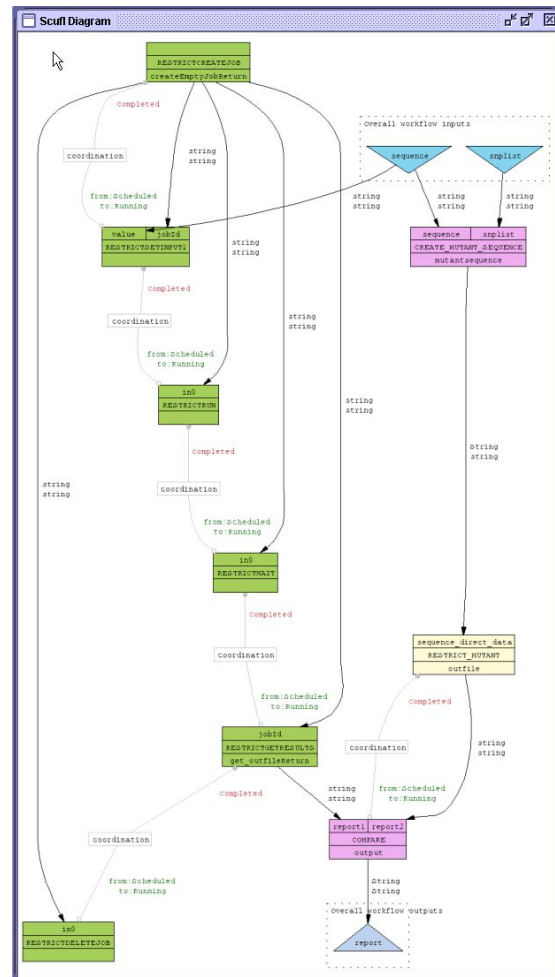 Scufl Diagram
RESTRICTCREATEJOB
createEmptyJobReturn
Completed
coordination
from:Scheduled
to:Running
string
string
string
string
Overall workflow inputs
sequence
snplist
string
string
string
string
string
string
value jobId
RESTRICTSETINPUT1
sequence snplist
CREATE_MUTANT_SEQUENCE
mutantsequence
Completed
coordination
from:Scheduled
to:Running
in0
RESTRICTRUN
string
string
String
string
Completed
coordination
string
string
from:Scheduled
to:Running
in0
RESTRICTWAIT
Completed
coordination
from:Scheduled
to:Running
sequence_direct_data
RESTRICT_MUTANT
outfile
Completed
jobId
RESTRICTGETRESULTS
get_outfileReturn
coordination
string
string
Completed
string
string
from:Scheduled
to:Running
report1 report2
COMPARE
output
coordination
from:Scheduled
to:Running
String
String
in0
RESTRICTDELETEJOB
Overall workflow outputs
report